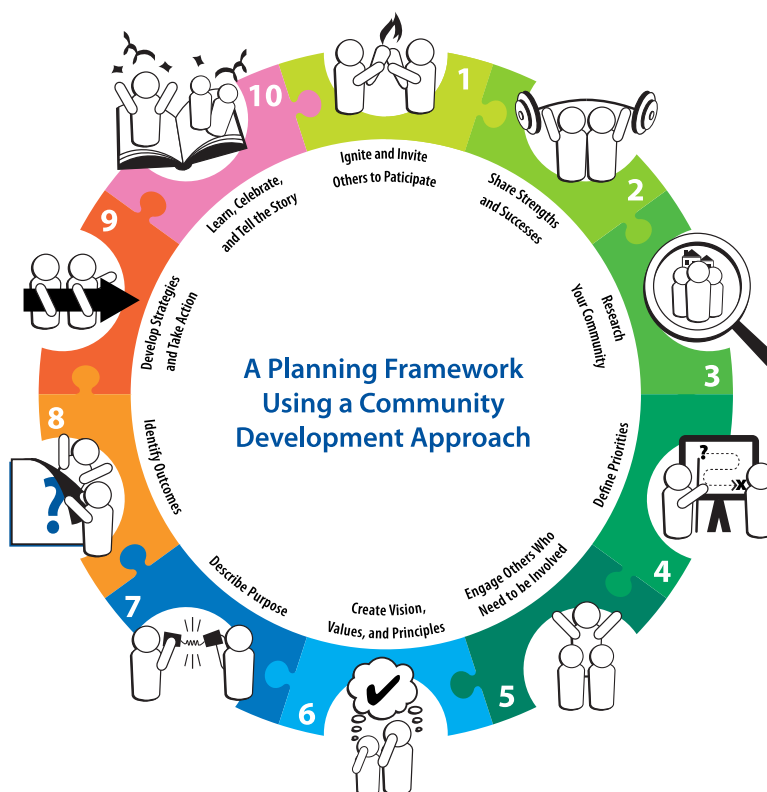 A Planning Framework
Using a Community
Development Approach
1
Ignite and Invite
Others to Paticipate
2
Share Strengths
and Successes
3
Research
Your Community
4
Define Priorities
?
X
5
Engage Others Who
Need to be Involved
6
Create Vision,
Values, and Principles
7
Describe Purpose
8
Identify Outcomes
?
9
Develop Strategies
and Take Action
10
Learn, Celebrate,
and Tell the Story